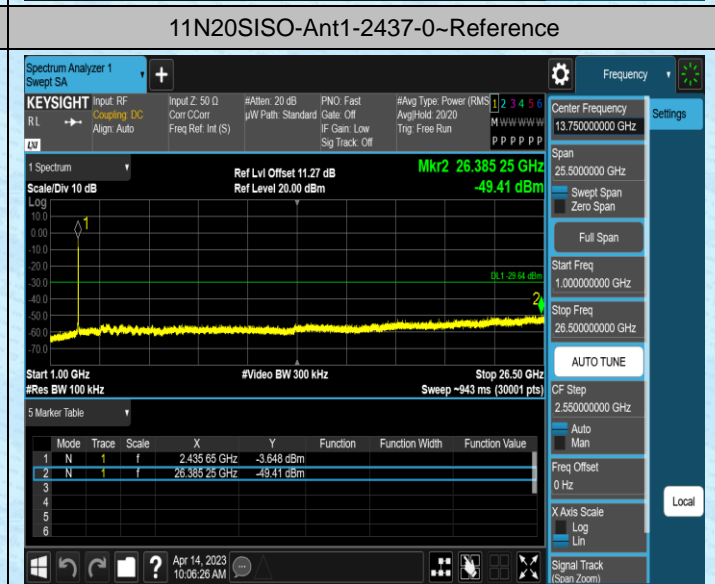 11N20SISO-Ant1-2437-0~Reference
Spectrum Analyzer 1
Swept SA
Frequency
KEYSIGHT
RL
LXI
Input: RF
Coupling: DC
Align: Auto
Input Z: 50 Ω
Corr CCorr
Freq Ref: Int (S)
#Atten: 20 dB
µW Path: Standard
PNO: Fast
Gate: Off
IF Gain: Low
Sig Track: Off
#Avg Type: Power (RMS
Avg|Hold: 20/20
Trig: Free Run
1 2 3 4 5 6
M W W W W W
P P P P P P
1 Spectrum
Scale/Div 10 dB
Ref Lvl Offset 11.27 dB
Ref Level 20.00 dBm
Mkr2 26.385 25 GHz
-49.41 dBm
Log
10.0
0.00
-10.0
-20.0
-30.0
-40.0
-50.0
-60.0
-70.0
1
DL1 -29.64 dBm
2
Start 1.00 GHz
#Res BW 100 kHz
#Video BW 300 kHz
Stop 26.50 GHz
Sweep ~943 ms (30001 pts)
5 Marker Table
Mode Trace Scale X Y Function Function Width Function Value
1 N 1 f 2.435 65 GHz -3.648 dBm
2 N 1 f 26.385 25 GHz -49.41 dBm
3
4
5
6
Apr 14, 2023
10:06:26 AM
Center Frequency
13.750000000 GHz
Settings
Span
25.5000000 GHz
Swept Span
Zero Span
Full Span
Start Freq
1.000000000 GHz
Stop Freq
26.500000000 GHz
AUTO TUNE
CF Step
2.550000000 GHz
Auto
Man
Freq Offset
0 Hz
Local
X Axis Scale
Log
Lin
Signal Track
(Span Zoom)